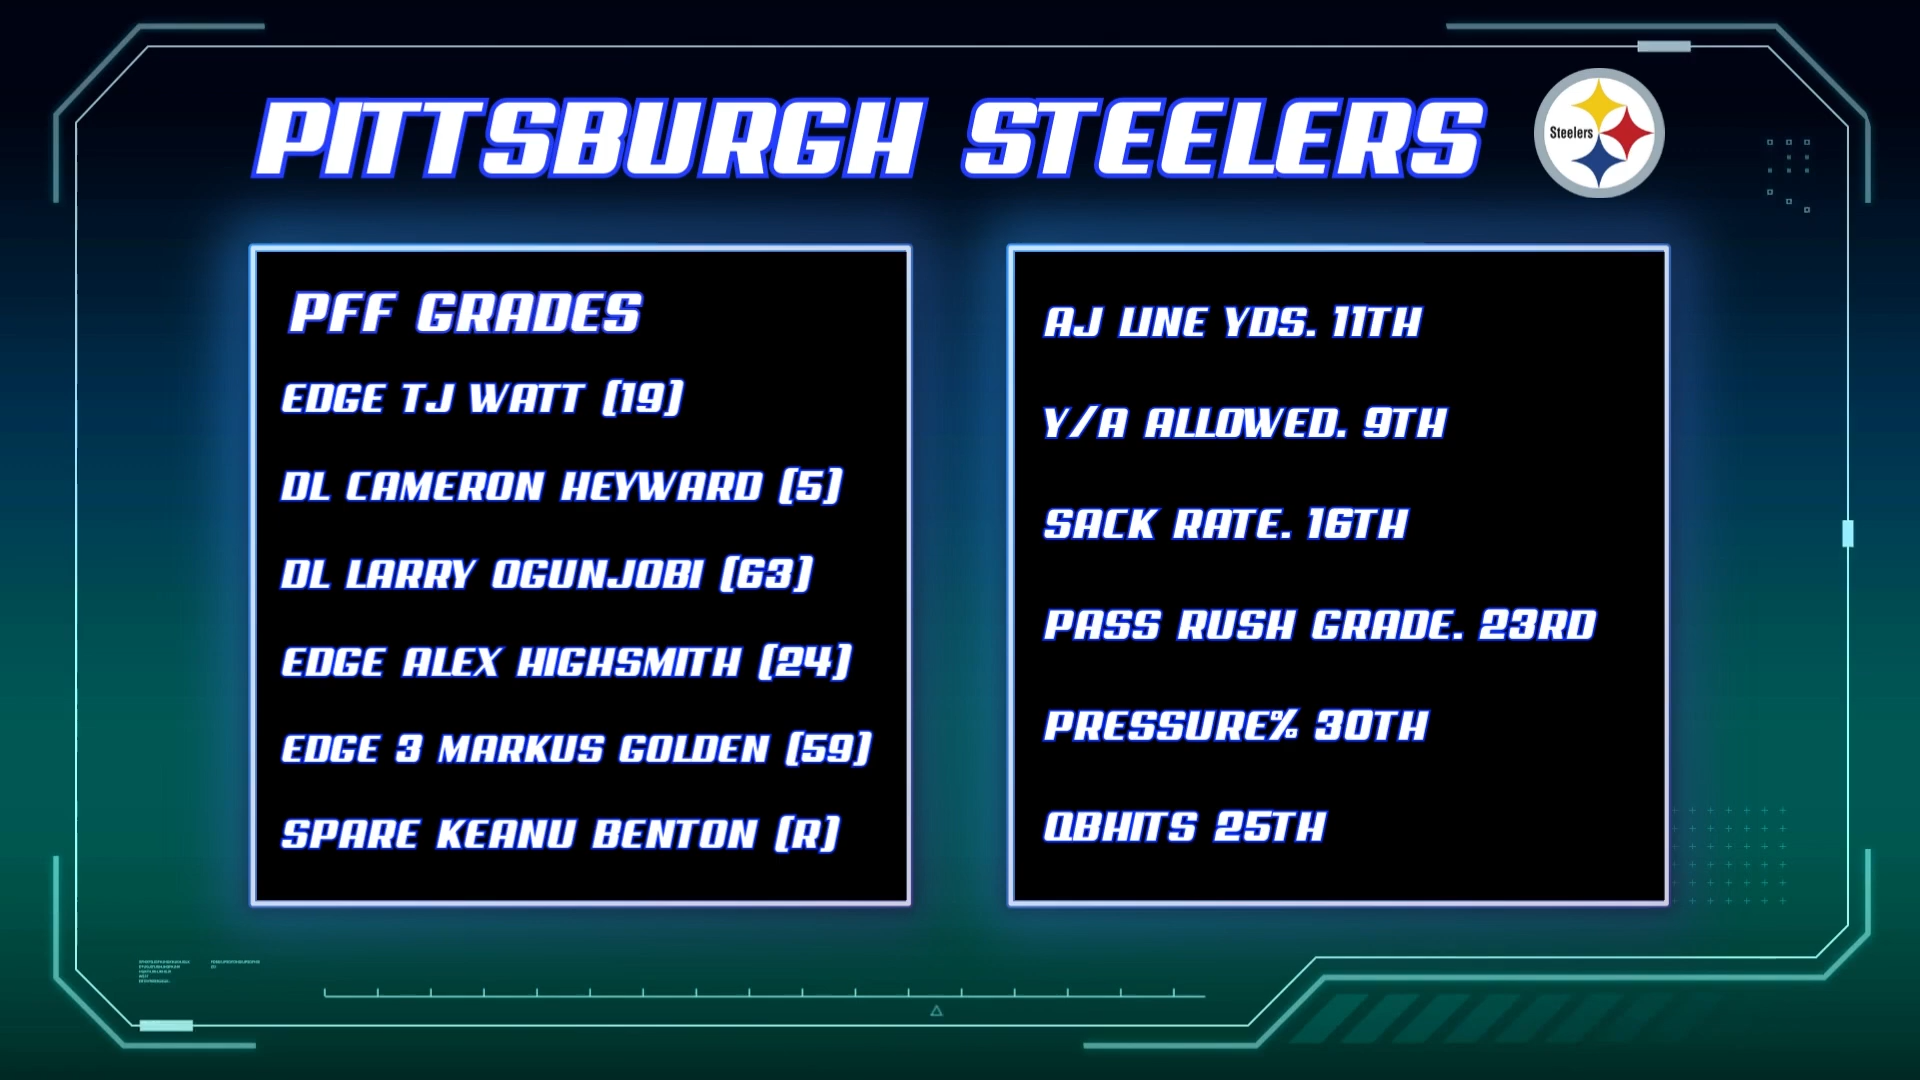 PITTSBURGH STEELERS
Steelers
PFF GRADES
EDGE TJ WATT (19)
DL CAMERON HEYWARD (5)
DL LARRY OGUNJOBI (63)
EDGE ALEX HIGHSMITH (24)
EDGE 3 MARKUS GOLDEN (59)
SPARE KEANU BENTON (R)
AJ LINE YDS. 11TH
Y/A ALLOWED. 9TH
SACK RATE. 16TH
PASS RUSH GRADE. 23RD
PRESSURE% 30TH
QBHITS 25TH